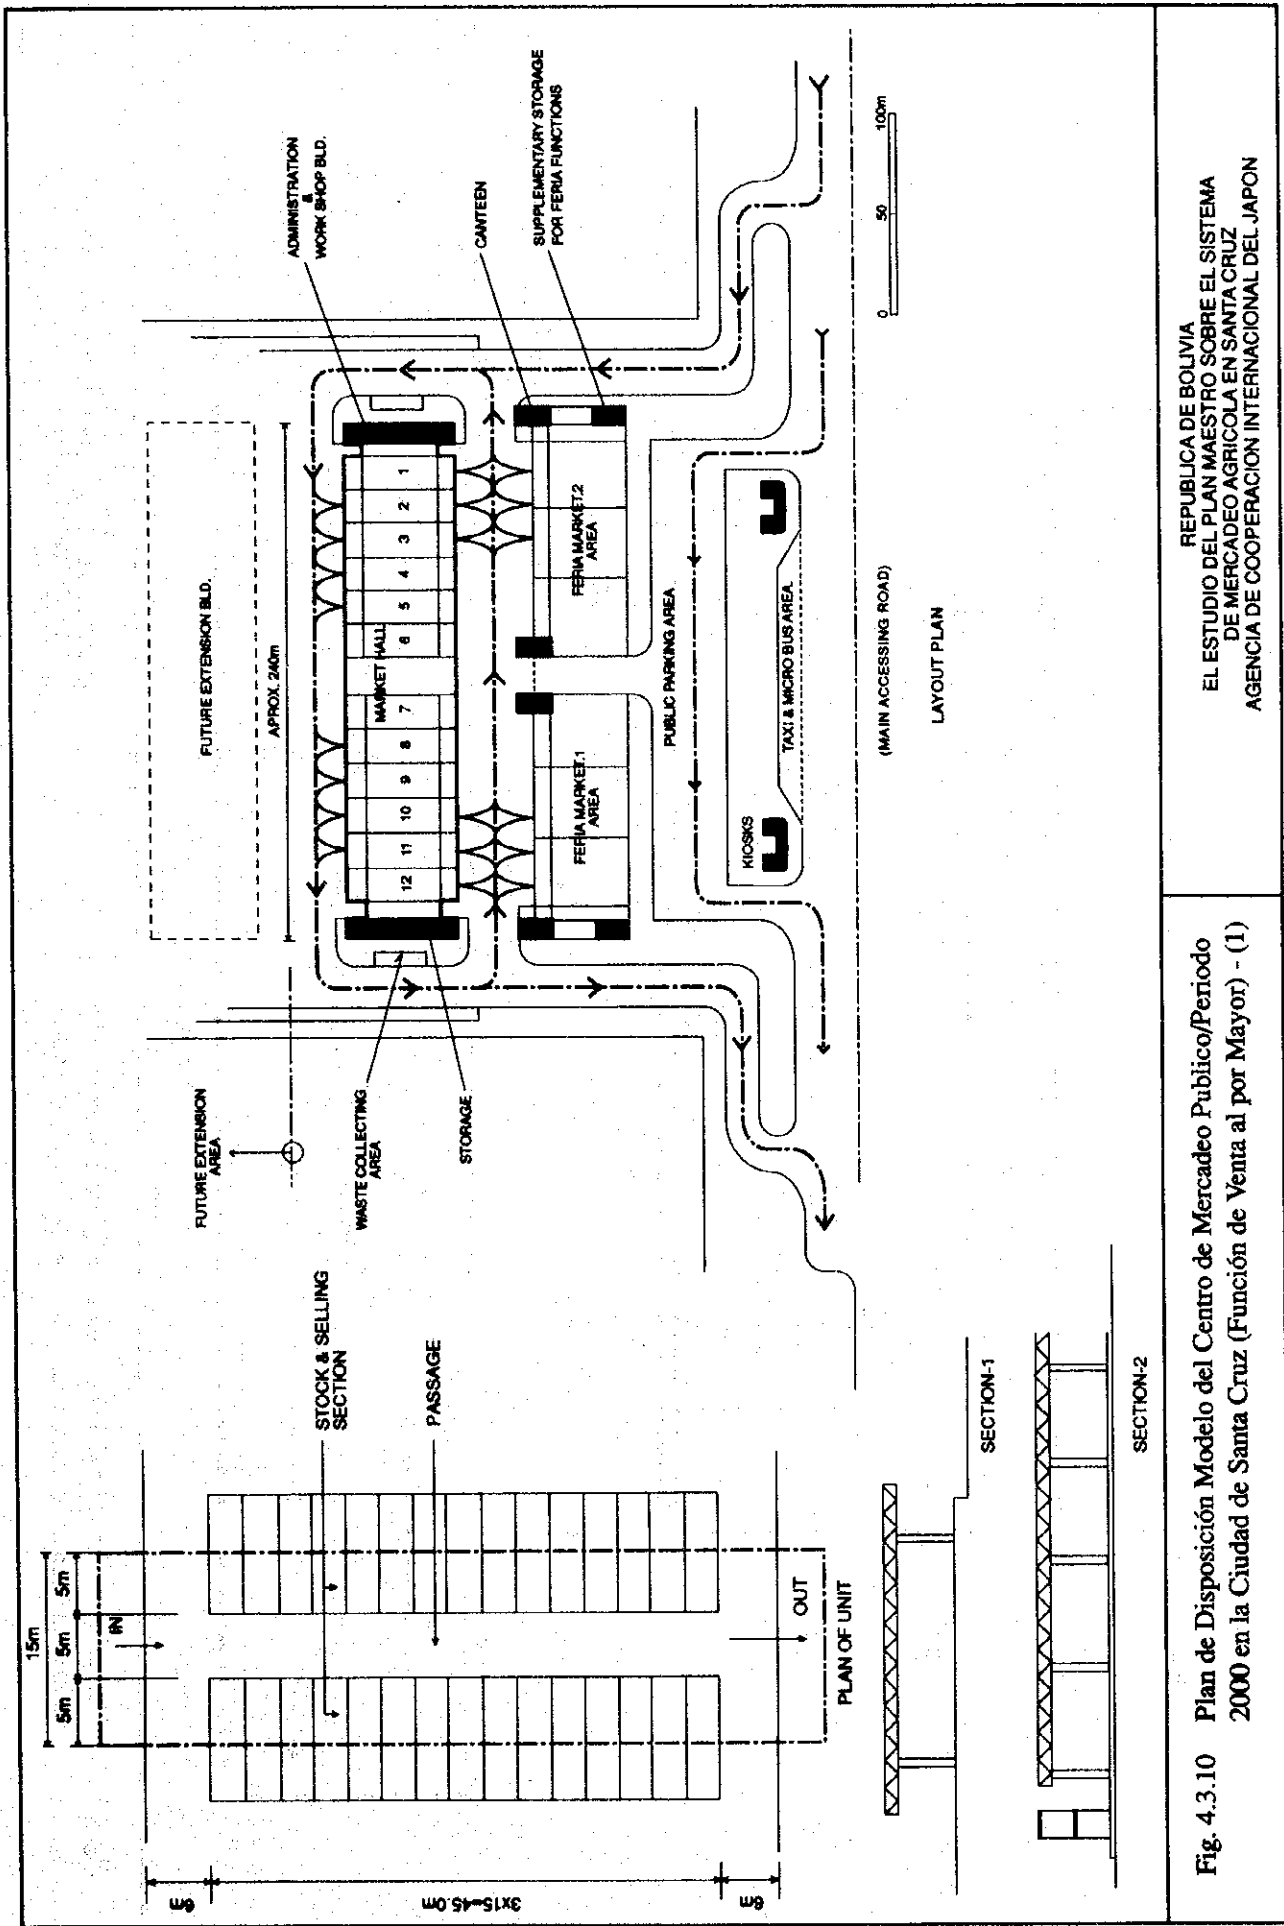 15m
5m
5m
5m
IN
6m
3x15=45.0m
6m
STOCK & SELLING
SECTION
PASSAGE
OUT
PLAN OF UNIT
SECTION-1
SECTION-2
FUTURE EXTENSION
AREA
WASTE COLLECTING
AREA
STORAGE
FUTURE EXTENSION BLD.
APROX. 240m
ADMINISTRATION
&
WORK SHOP BLD.
MARKET HALL
12
11
10
9
8
7
6
5
4
3
2
1
CANTEEN
SUPPLEMENTARY STORAGE
FOR FERIA FUNCTIONS
FERIA MARKET.1
AREA
FERIA MARKET.2
AREA
PUBLIC PARKING AREA
KIOSKS
TAXI & MICRO BUS AREA
(MAIN ACCESSING ROAD)
0
50
100m
LAYOUT PLAN
Fig. 4.3.10 Plan de Disposición Modelo del Centro de Mercadeo Publico/Periodo
2000 en la Ciudad de Santa Cruz (Función de Venta al por Mayor) - (1)
REPUBLICA DE BOLIVIA
EL ESTUDIO DEL PLAN MAESTRO SOBRE EL SISTEMA
DE MERCADEO AGRICOLA EN SANTA CRUZ
AGENCIA DE COOPERACION INTERNACIONAL DEL JAPON